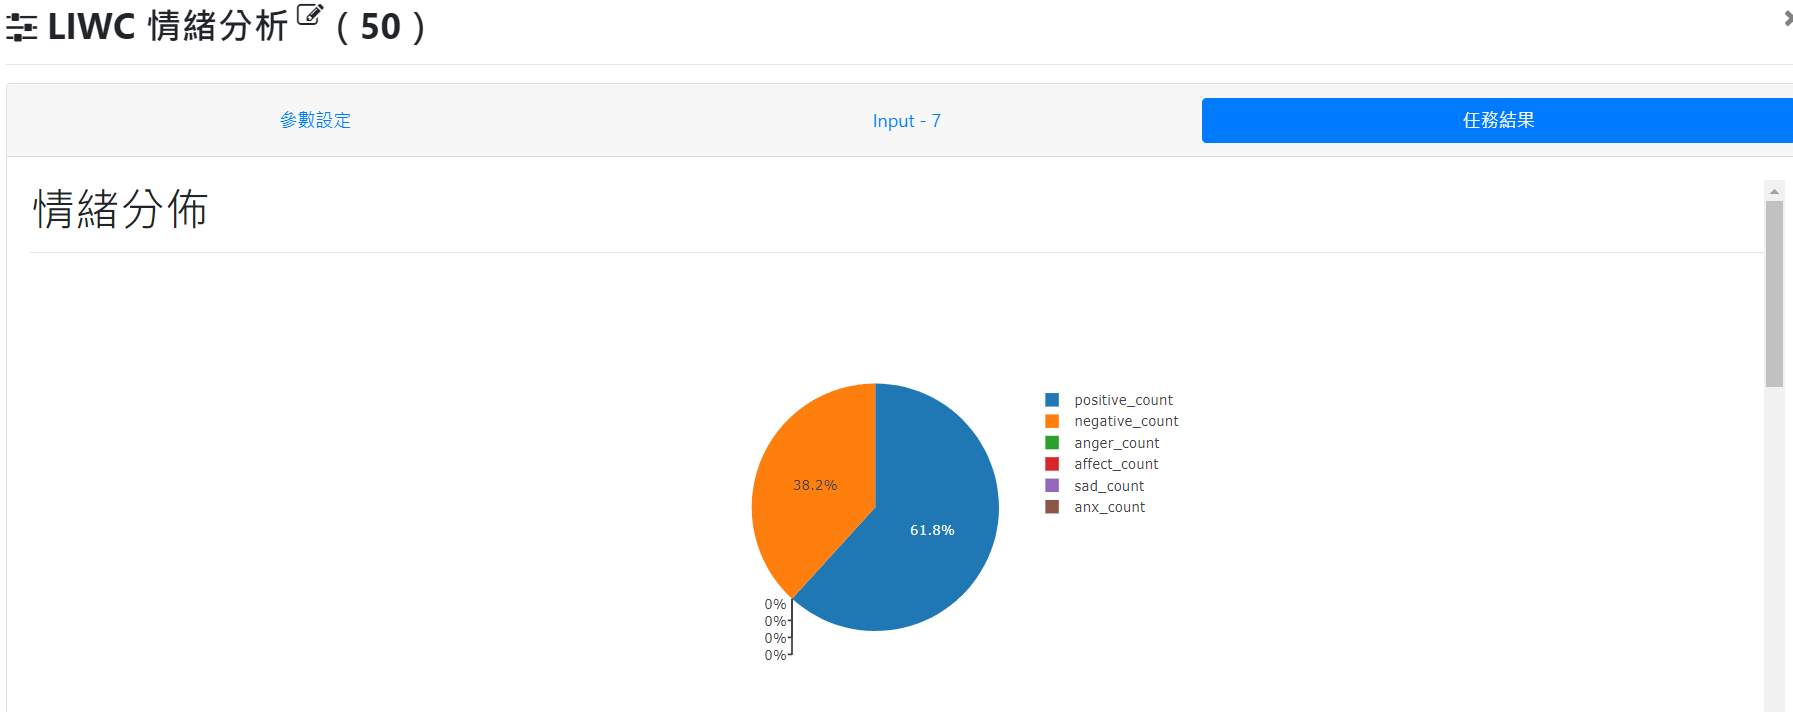 LIWC 情緒分析 ( 50 )
參數設定
Input - 7
任務結果
情緒分佈
positive_count
negative_count
anger_count
affect_count
sad_count
anx_count
38.2%
61.8%
0%
0%
0%
0%